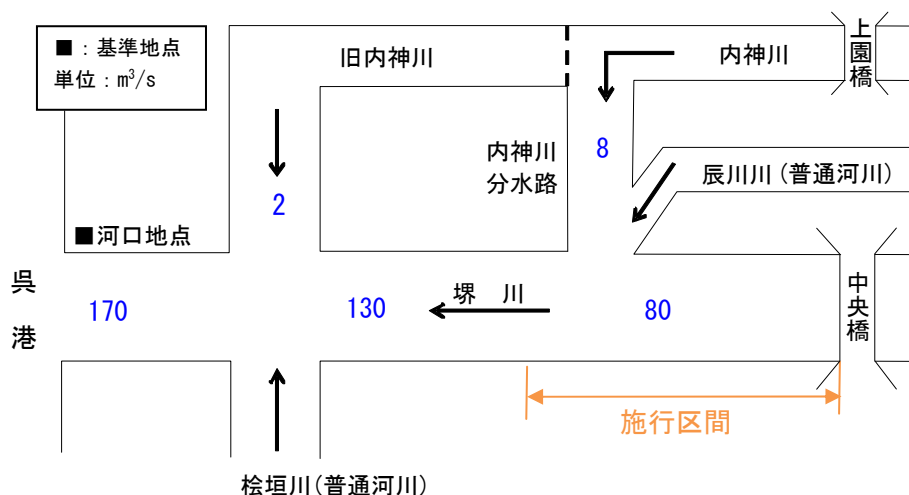 ■：基準地点
単位：m³/s
旧内神川
内神川
上園橋
内神川
分水路
8
辰川川(普通河川)
2
■河口地点
呉港
170
130
堺　川
80
中央橋
施行区間
桧垣川(普通河川)